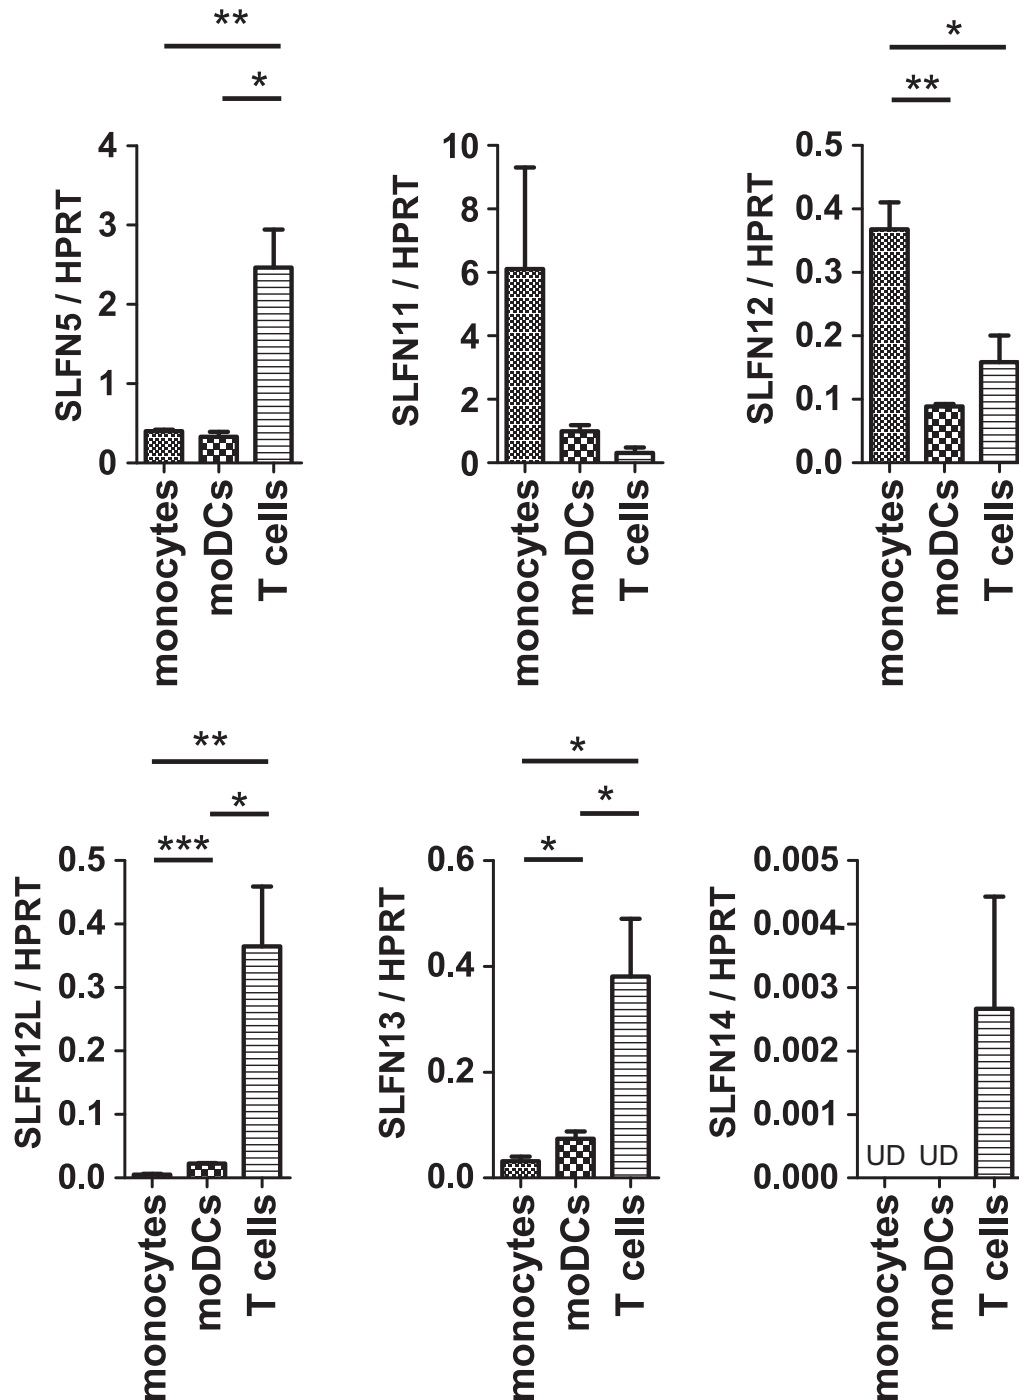 **
*
SLFN5 / HPRT
4
3
2
1
0
monocytes
moDCs
T cells
SLFN11 / HPRT
10
8
6
4
2
0
monocytes
moDCs
T cells
*
**
SLFN12 / HPRT
0.5
0.4
0.3
0.2
0.1
0.0
monocytes
moDCs
T cells
**
*
***
SLFN12L / HPRT
0.5
0.4
0.3
0.2
0.1
0.0
monocytes
moDCs
T cells
*
*
*
SLFN13 / HPRT
0.6
0.4
0.2
0.0
monocytes
moDCs
T cells
SLFN14 / HPRT
0.005
0.004
0.003
0.002
0.001
0.000
UD UD
monocytes
moDCs
T cells